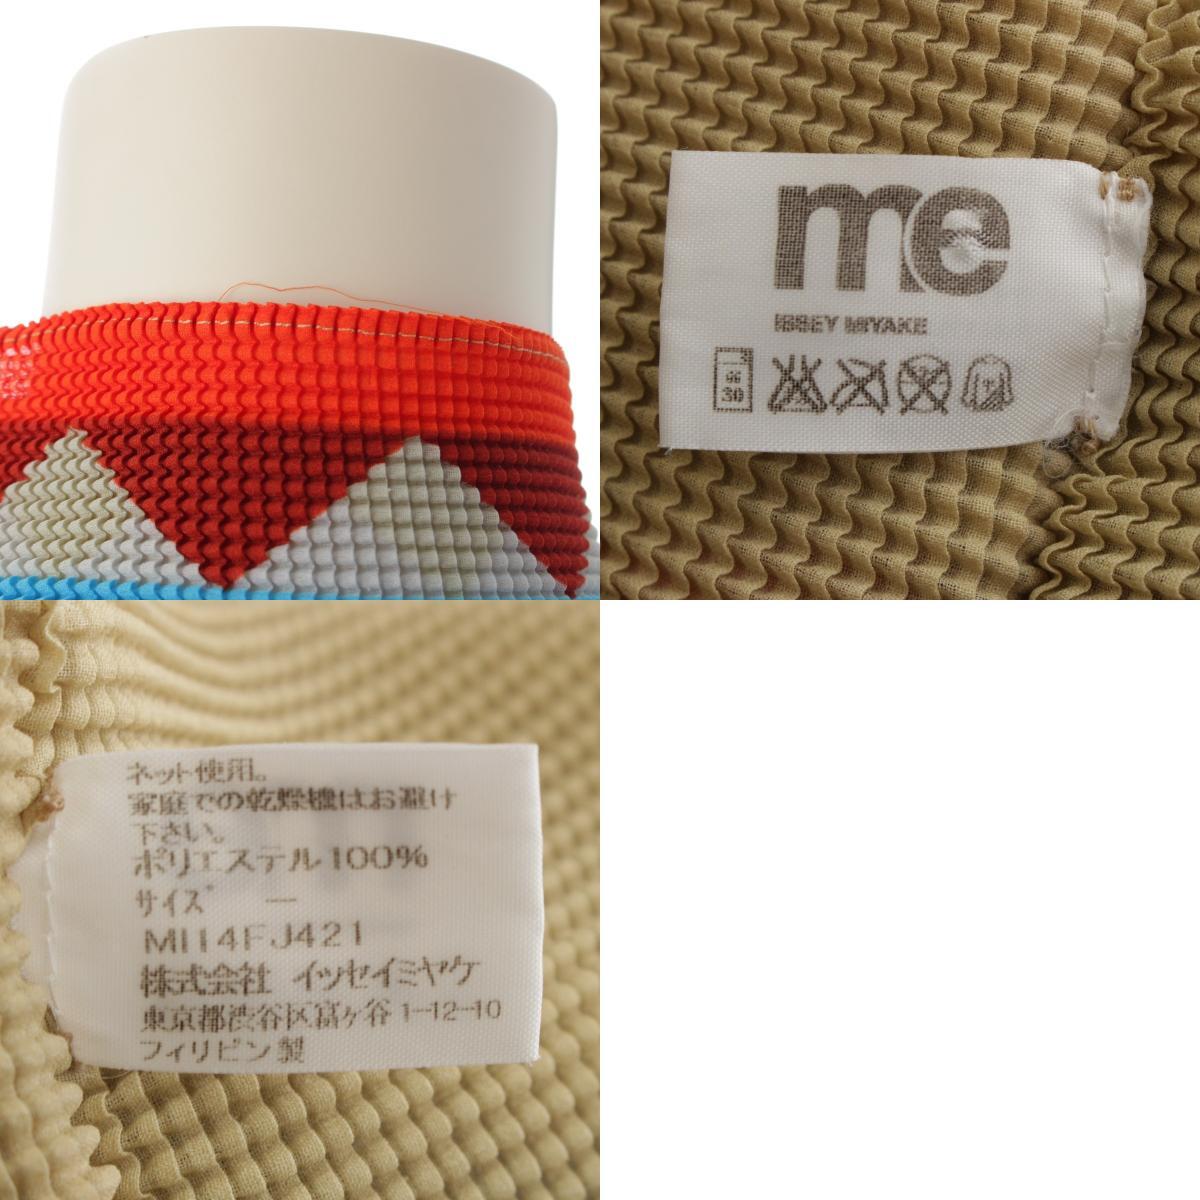 me
ISSEY MIYAKE
弱
30
ネット使用。
家庭での乾燥機はお避け
下さい。
ポリエステル100%
サイズ —
MI14FJ421
株式会社 イッセイミヤケ
東京都渋谷区富ヶ谷1-12-10
フィリピン製